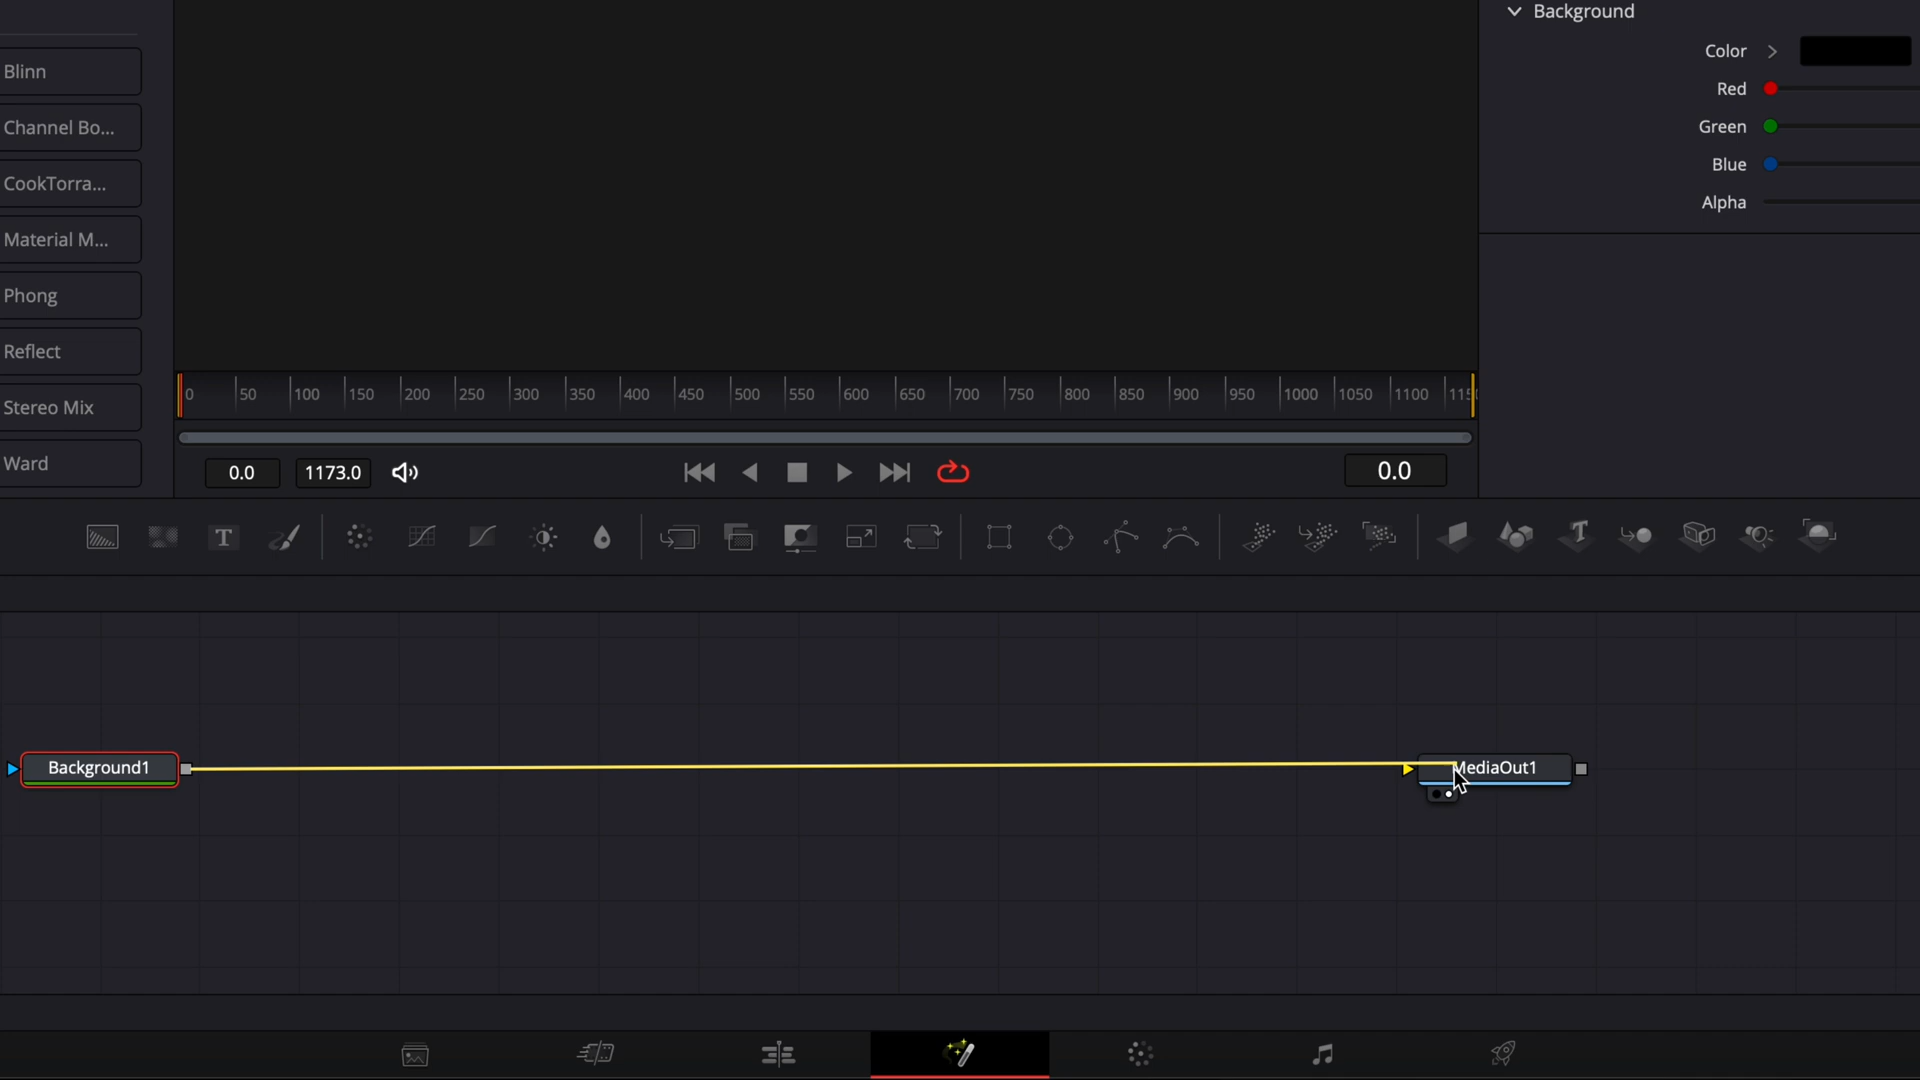 Background
Color
Red
Green
Blue
Alpha
Blinn
Channel Bo...
CookTorra...
Material M...
Phong
Reflect
Stereo Mix
Ward
0 50 100 150 200 250 300 350 400 450 500 550 600 650 700 750 800 850 900 950 1000 1050 1100 115
0.0 1173.0 0.0
T
T
Background1 MediaOut1